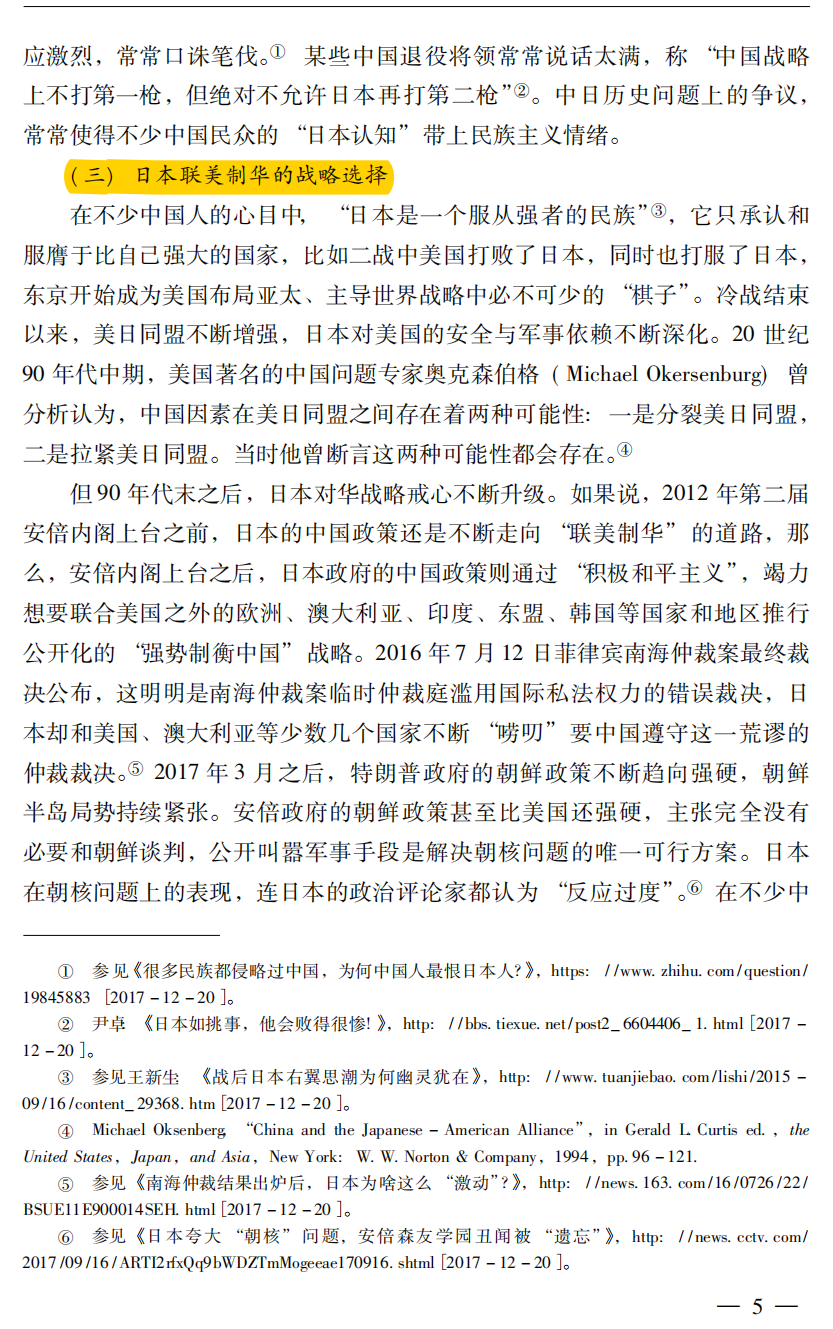 应激烈，常常口诛笔伐。① 某些中国退役将领常常说话太满，称 “中国战略
上不打第一枪，但绝对不允许日本再打第二枪”②。中日历史问题上的争议，
常常使得不少中国民众的 “日本认知” 带上民族主义情绪。
(三) 日本联美制华的战略选择
在不少中国人的心目中， “日本是一个服从强者的民族”③，它只承认和
服膺于比自己强大的国家，比如二战中美国打败了日本，同时也打服了日本，
东京开始成为美国布局亚太、主导世界战略中必不可少的 “棋子”。冷战结束
以来，美日同盟不断增强，日本对美国的安全与军事依赖不断深化。20 世纪
90 年代中期，美国著名的中国问题专家奥克森伯格 ( Michael Okersenburg) 曾
分析认为，中国因素在美日同盟之间存在着两种可能性: 一是分裂美日同盟，
二是拉紧美日同盟。当时他曾断言这两种可能性都会存在。④
但 90 年代末之后，日本对华战略戒心不断升级。如果说，2012 年第二届
安倍内阁上台之前，日本的中国政策还是不断走向 “联美制华” 的道路，那
么，安倍内阁上台之后，日本政府的中国政策则通过 “积极和平主义”，竭力
想要联合美国之外的欧洲、澳大利亚、印度、东盟、韩国等国家和地区推行
公开化的 “强势制衡中国” 战略。2016 年 7 月 12 日菲律宾南海仲裁案最终裁
决公布，这明明是南海仲裁案临时仲裁庭滥用国际私法权力的错误裁决，日
本却和美国、澳大利亚等少数几个国家不断 “唠叨” 要中国遵守这一荒谬的
仲裁裁决。⑤ 2017 年 3 月之后，特朗普政府的朝鲜政策不断趋向强硬，朝鲜
半岛局势持续紧张。安倍政府的朝鲜政策甚至比美国还强硬，主张完全没有
必要和朝鲜谈判，公开叫嚣军事手段是解决朝核问题的唯一可行方案。日本
在朝核问题上的表现，连日本的政治评论家都认为 “反应过度”。⑥ 在不少中
① 参见《很多民族都侵略过中国，为何中国人最恨日本人?》，https: //www. zhihu. com/question/
19845883 [2017 - 12 - 20 ]。
② 尹卓 《日本如挑事，他会败得很惨! 》，http: //bbs. tiexue. net/post2_ 6604406_ 1. html [2017 -
12 - 20 ]。
③ 参见王新生 《战后日本右翼思潮为何幽灵犹在》，http: //www. tuanjiebao. com/lishi/2015 -
09/16/content_ 29368. htm [2017 - 12 - 20 ]。
④ Michael Oksenberg, “China and the Japanese - American Alliance”, in Gerald L. Curtis ed. , the
United States, Japan, and Asia, New York: W. W. Norton & Company, 1994, pp. 96 - 121.
⑤ 参见 《南海仲裁结果出炉后，日本为啥这么 “激动”? 》，http: //news. 163. com/16/0726/22/
BSUE11E900014SEH. html [2017 - 12 - 20 ]。
⑥ 参见《日本夸大 “朝核” 问题，安倍森友学园丑闻被 “遗忘”》，http: //news. cctv. com/
2017/09/16/ARTI2rfxQq9bWDZTmMogeeae170916. shtml [2017 - 12 - 20 ]。
— 5 —